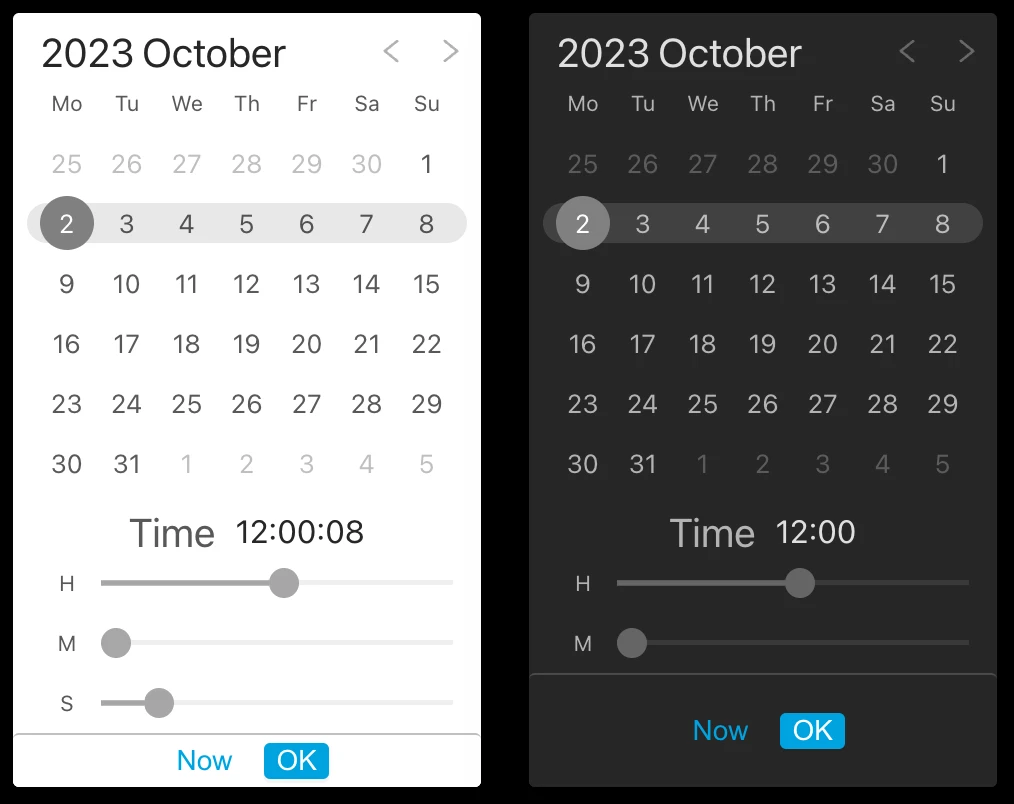 2023 October < >
Mo Tu We Th Fr Sa Su
25 26 27 28 29 30 1
2 3 4 5 6 7 8
9 10 11 12 13 14 15
16 17 18 19 20 21 22
23 24 25 26 27 28 29
30 31 1 2 3 4 5
Time 12:00:08
H
M
S
Now OK
2023 October < >
Mo Tu We Th Fr Sa Su
25 26 27 28 29 30 1
2 3 4 5 6 7 8
9 10 11 12 13 14 15
16 17 18 19 20 21 22
23 24 25 26 27 28 29
30 31 1 2 3 4 5
Time 12:00
H
M
Now OK